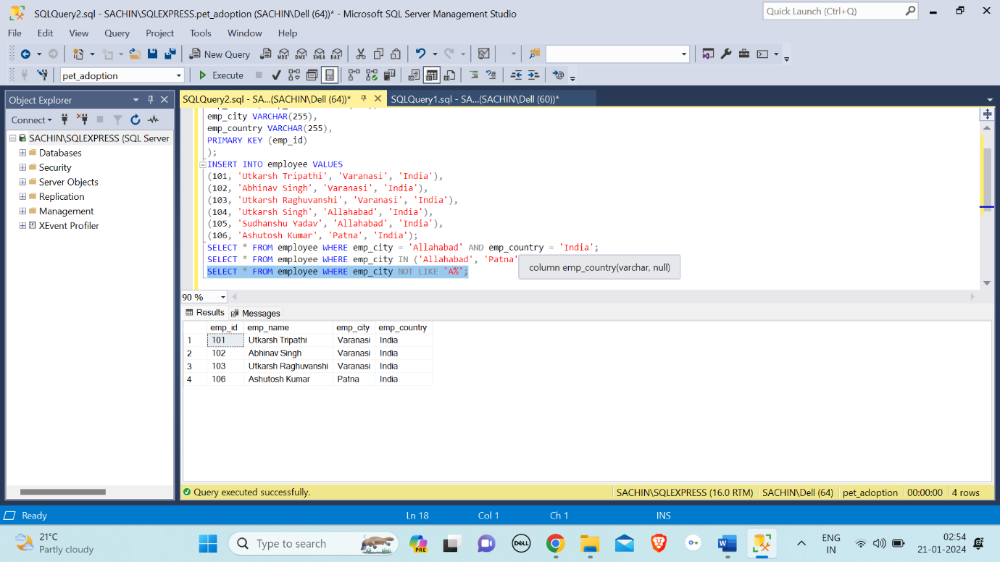 SQLQuery2.sql - SACHIN\SQLEXPRESS.pet_adoption (SACHIN\Dell (64))* - Microsoft SQL Server Management Studio
Quick Launch (Ctrl+Q)
File Edit View Query Project Tools Window Help
New Query MDX DMX XMLA DAX
pet_adoption Execute
Object Explorer
SQLQuery2.sql - SA...(SACHIN\Dell (64))* SQLQuery1.sql - SA...(SACHIN\Dell (60))*
Connect
SACHIN\SQLEXPRESS (SQL Server
Databases
Security
Server Objects
Replication
Management
XEvent Profiler
emp_city VARCHAR(255),
emp_country VARCHAR(255),
PRIMARY KEY (emp_id)
);
INSERT INTO employee VALUES
(101, 'Utkarsh Tripathi', 'Varanasi', 'India'),
(102, 'Abhinav Singh', 'Varanasi', 'India'),
(103, 'Utkarsh Raghuvanshi', 'Varanasi', 'India'),
(104, 'Utkarsh Singh', 'Allahabad', 'India'),
(105, 'Sudhanshu Yadav', 'Allahabad', 'India'),
(106, 'Ashutosh Kumar', 'Patna', 'India');
SELECT * FROM employee WHERE emp_city = 'Allahabad' AND emp_country = 'India';
SELECT * FROM employee WHERE emp_city IN ('Allahabad', 'Patna'
column emp_country(varchar, null)
SELECT * FROM employee WHERE emp_city NOT LIKE 'A%';
90 %
Results Messages
emp_id emp_name emp_city emp_country
1 101 Utkarsh Tripathi Varanasi India
2 102 Abhinav Singh Varanasi India
3 103 Utkarsh Raghuvanshi Varanasi India
4 106 Ashutosh Kumar Patna India
Query executed successfully. SACHIN\SQLEXPRESS (16.0 RTM) SACHIN\Dell (64) pet_adoption 00:00:00 4 rows
Ready Ln 18 Col 1 Ch 1 INS
21°C
Partly cloudy
Type to search
PRE
DELL
ENG
IN
02:54
21-01-2024